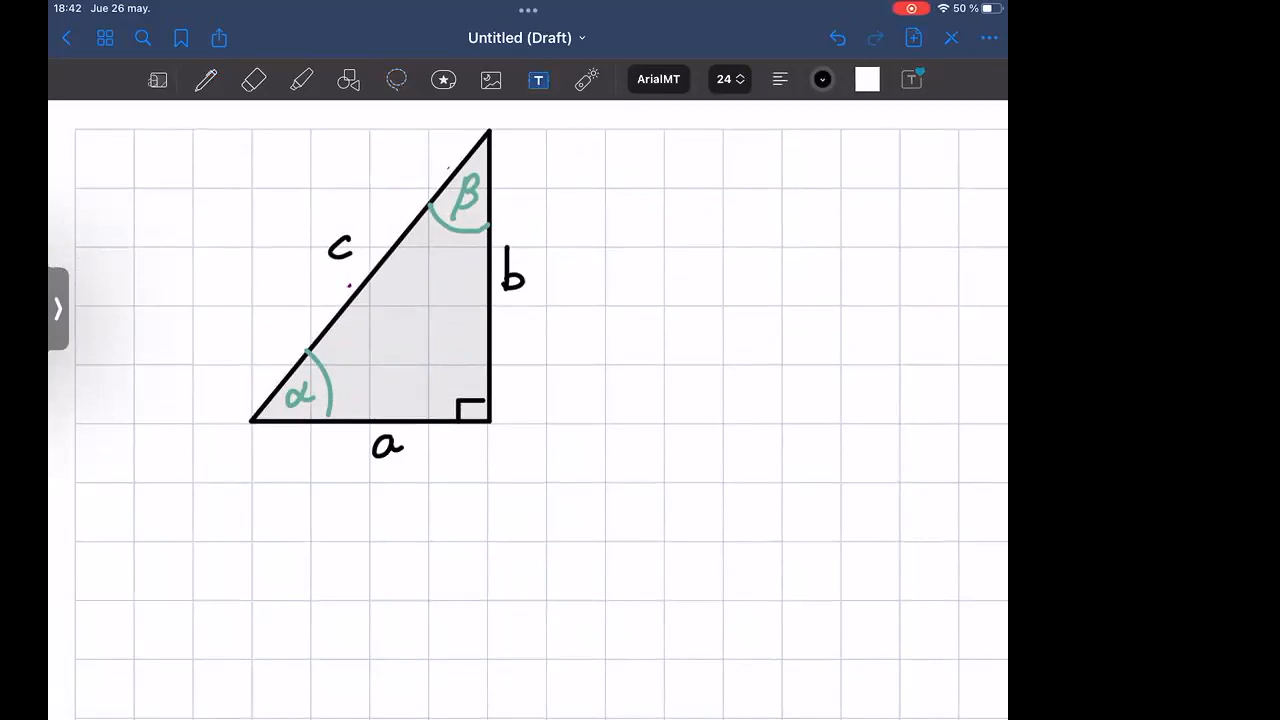 18:42 Jue 26 may.
50 %
Untitled (Draft)
T
ArialMT
24
T
β
c
b
α
a